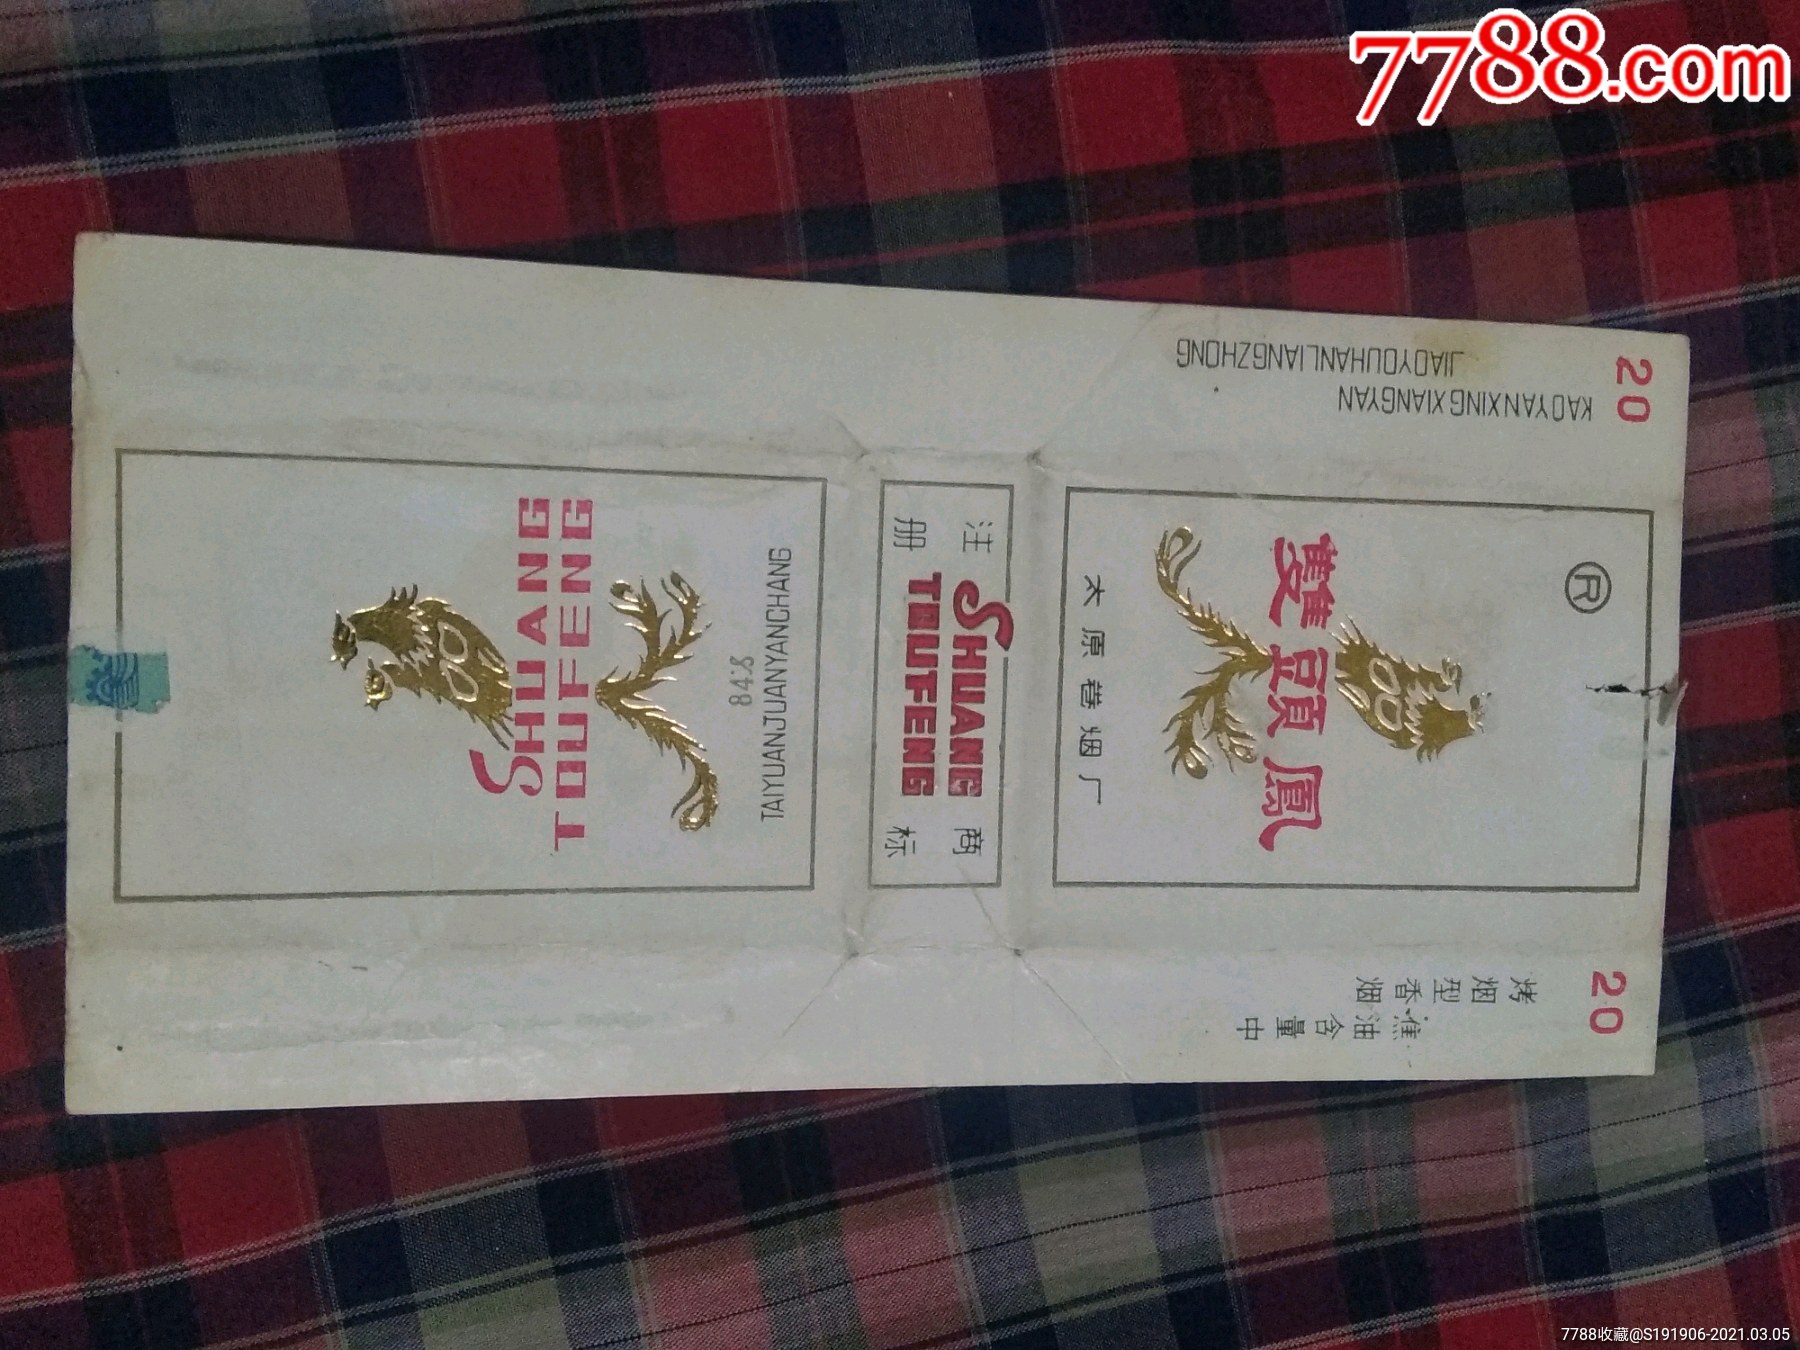 7788.com
20
KAOYANXINGXIANGYAN
JIAOYOUHANLIANGZHONG
SHUANG
TOUFENG
84
TAIYUANJUANYANCHANG
注册
SHUANG
TOUFENG
商标
R
雙頭鳳
太原卷烟厂
20
烤烟型香烟
焦油含量中
7788收藏@S191906-2021.03.05